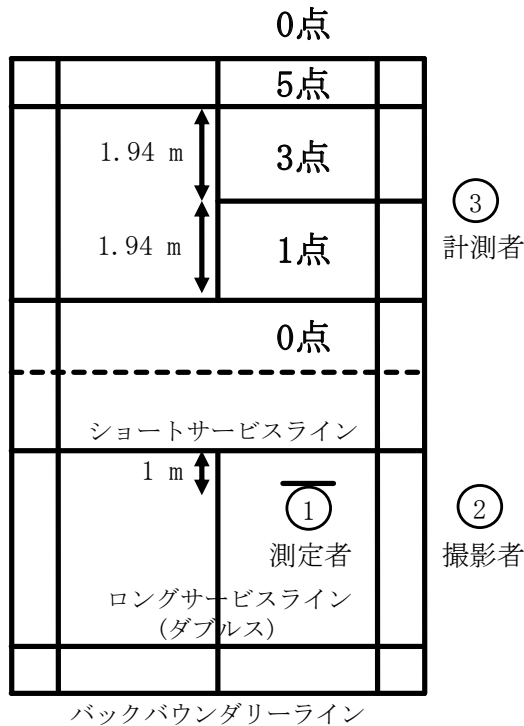 0点
5点
1.94 m
3点
③
1.94 m
1点
計測者
0点
ショートサービスライン
1 m
①
②
測定者
撮影者
ロングサービスライン
(ダブルス)
バックバウンダリーライン